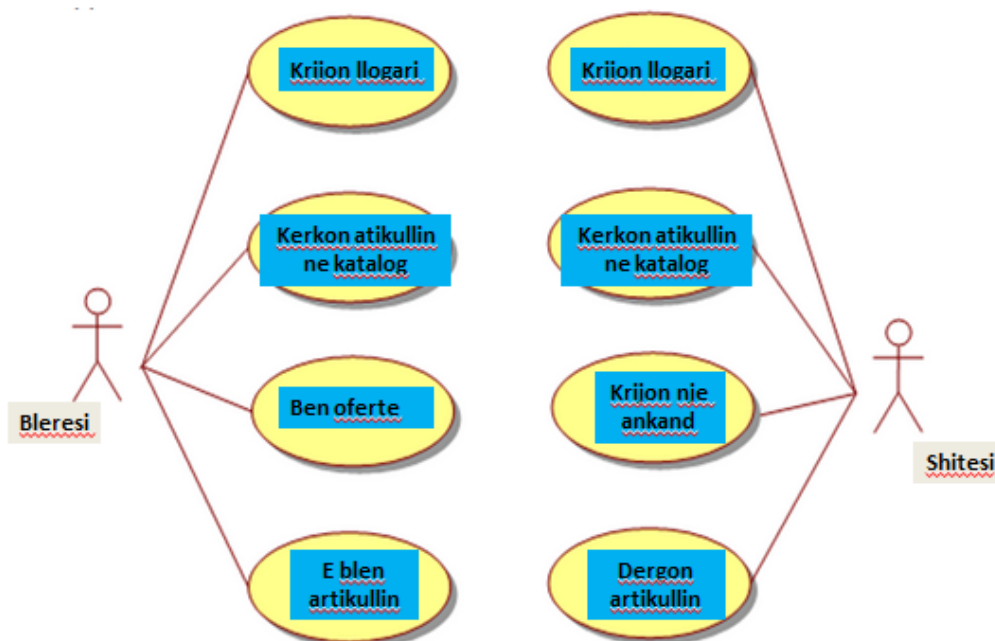 Krijon llogari
Krijon llogari
Kerkon atikullin
ne katalog
Kerkon atikullin
ne katalog
Ben oferte
Krijon nje
ankand
Bleresi
Shitesi
E blen
artikullin
Dergon
artikullin